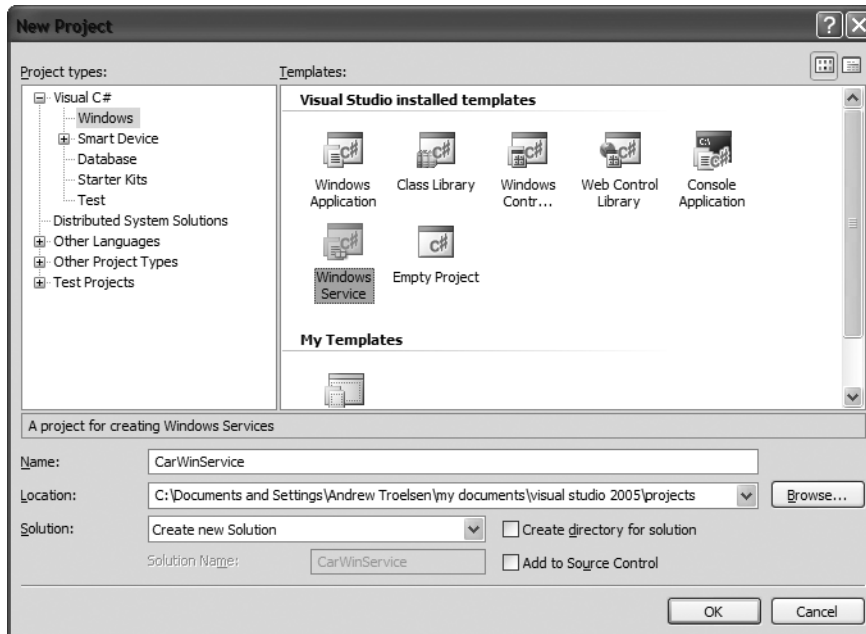 New Project
Project types:
Templates:
Visual C#
Windows
Smart Device
Database
Starter Kits
Test
Distributed System Solutions
Other Languages
Other Project Types
Test Projects
Visual Studio installed templates
Windows
Application
Class Library
Windows
Contr...
Web Control
Library
Console
Application
Windows
Service
Empty Project
My Templates
A project for creating Windows Services
Name:
CarWinService
Location:
C:\Documents and Settings\Andrew Troelsen\my documents\visual studio 2005\projects
Browse...
Solution:
Create new Solution
Create directory for solution
Solution Name:
CarWinService
Add to Source Control
OK
Cancel